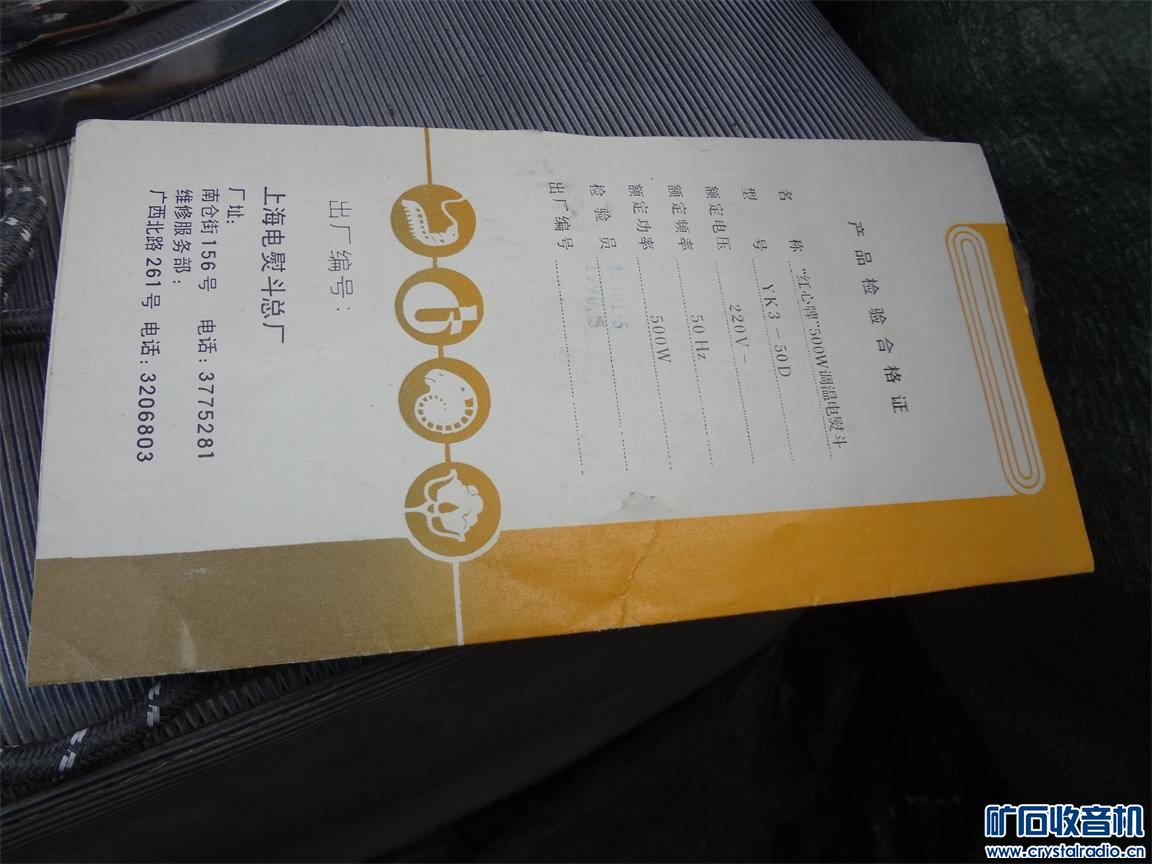 产品检验合格证
名 称 "红心牌"500W调温电熨斗
型 号 YK3-50D
额定电压 220V~
额定频率 50Hz
额定功率 500W
检验员
1990.5
出厂编号
出厂编号:
上海电熨斗总厂
厂址:
南仓街156号 电话:3775281
维修服务部:
广西北路261号 电话:3206803
矿石收音机
www.crystalradio.cn